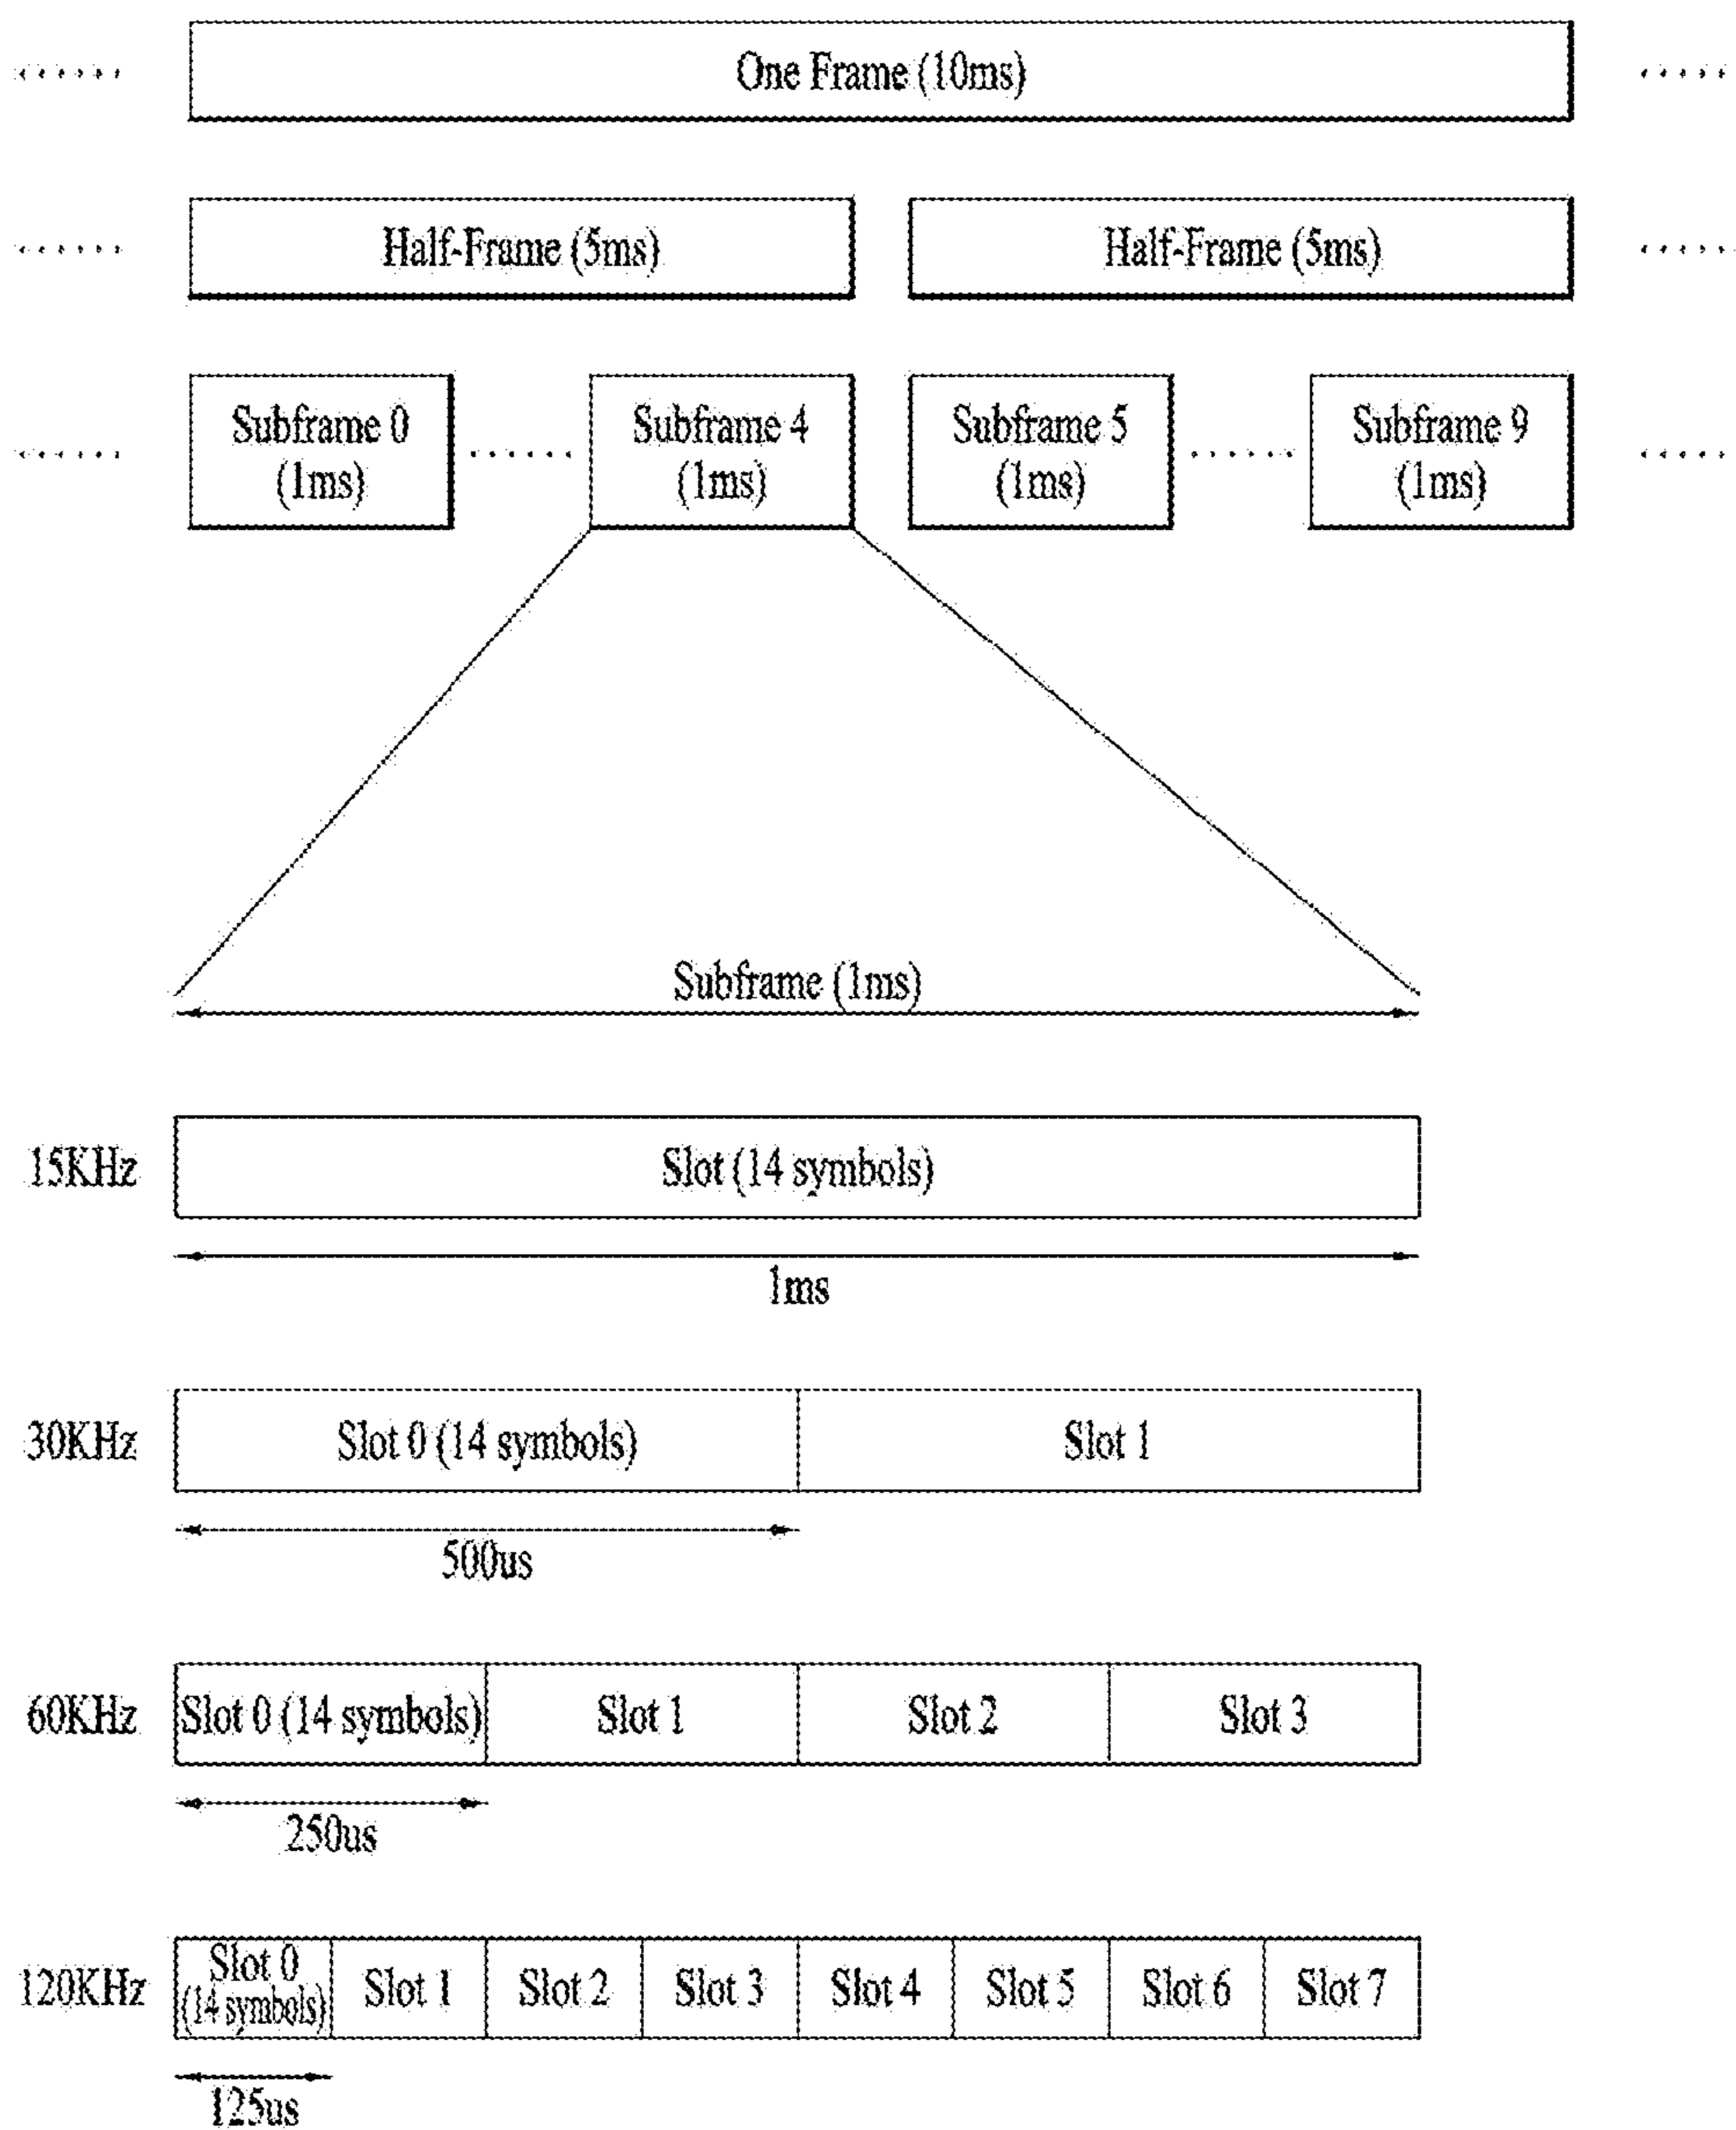 One Frame (10ms)
Half-Frame (5ms)
Half-Frame (5ms)
Subframe 0
(1ms)
Subframe 4
(1ms)
Subframe 5
(1ms)
Subframe 9
(1ms)
Subframe (1ms)
15KHz
Slot (14 symbols)
1ms
30KHz
Slot 0 (14 symbols)
Slot 1
500us
60KHz
Slot 0 (14 symbols)
Slot 1
Slot 2
Slot 3
250us
120KHz
Slot 0
(14 symbols)
Slot 1
Slot 2
Slot 3
Slot 4
Slot 5
Slot 6
Slot 7
125us